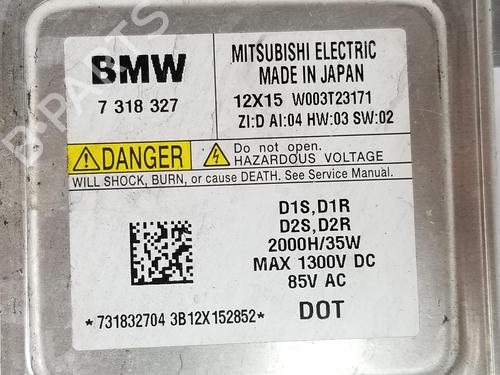 BMW
7 318 327
MITSUBISHI ELECTRIC
MADE IN JAPAN
12X15 W003T23171
ZI:D AI:04 HW:03 SW:02
DANGER
Do not open.
HAZARDOUS VOLTAGE
WILL SHOCK, BURN, or cause DEATH. See Service Manual.
D1S,D1R
D2S,D2R
2000H/35W
MAX 1300V DC
85V AC
*731832704 3B12X152852*
DOT
B-PARTS